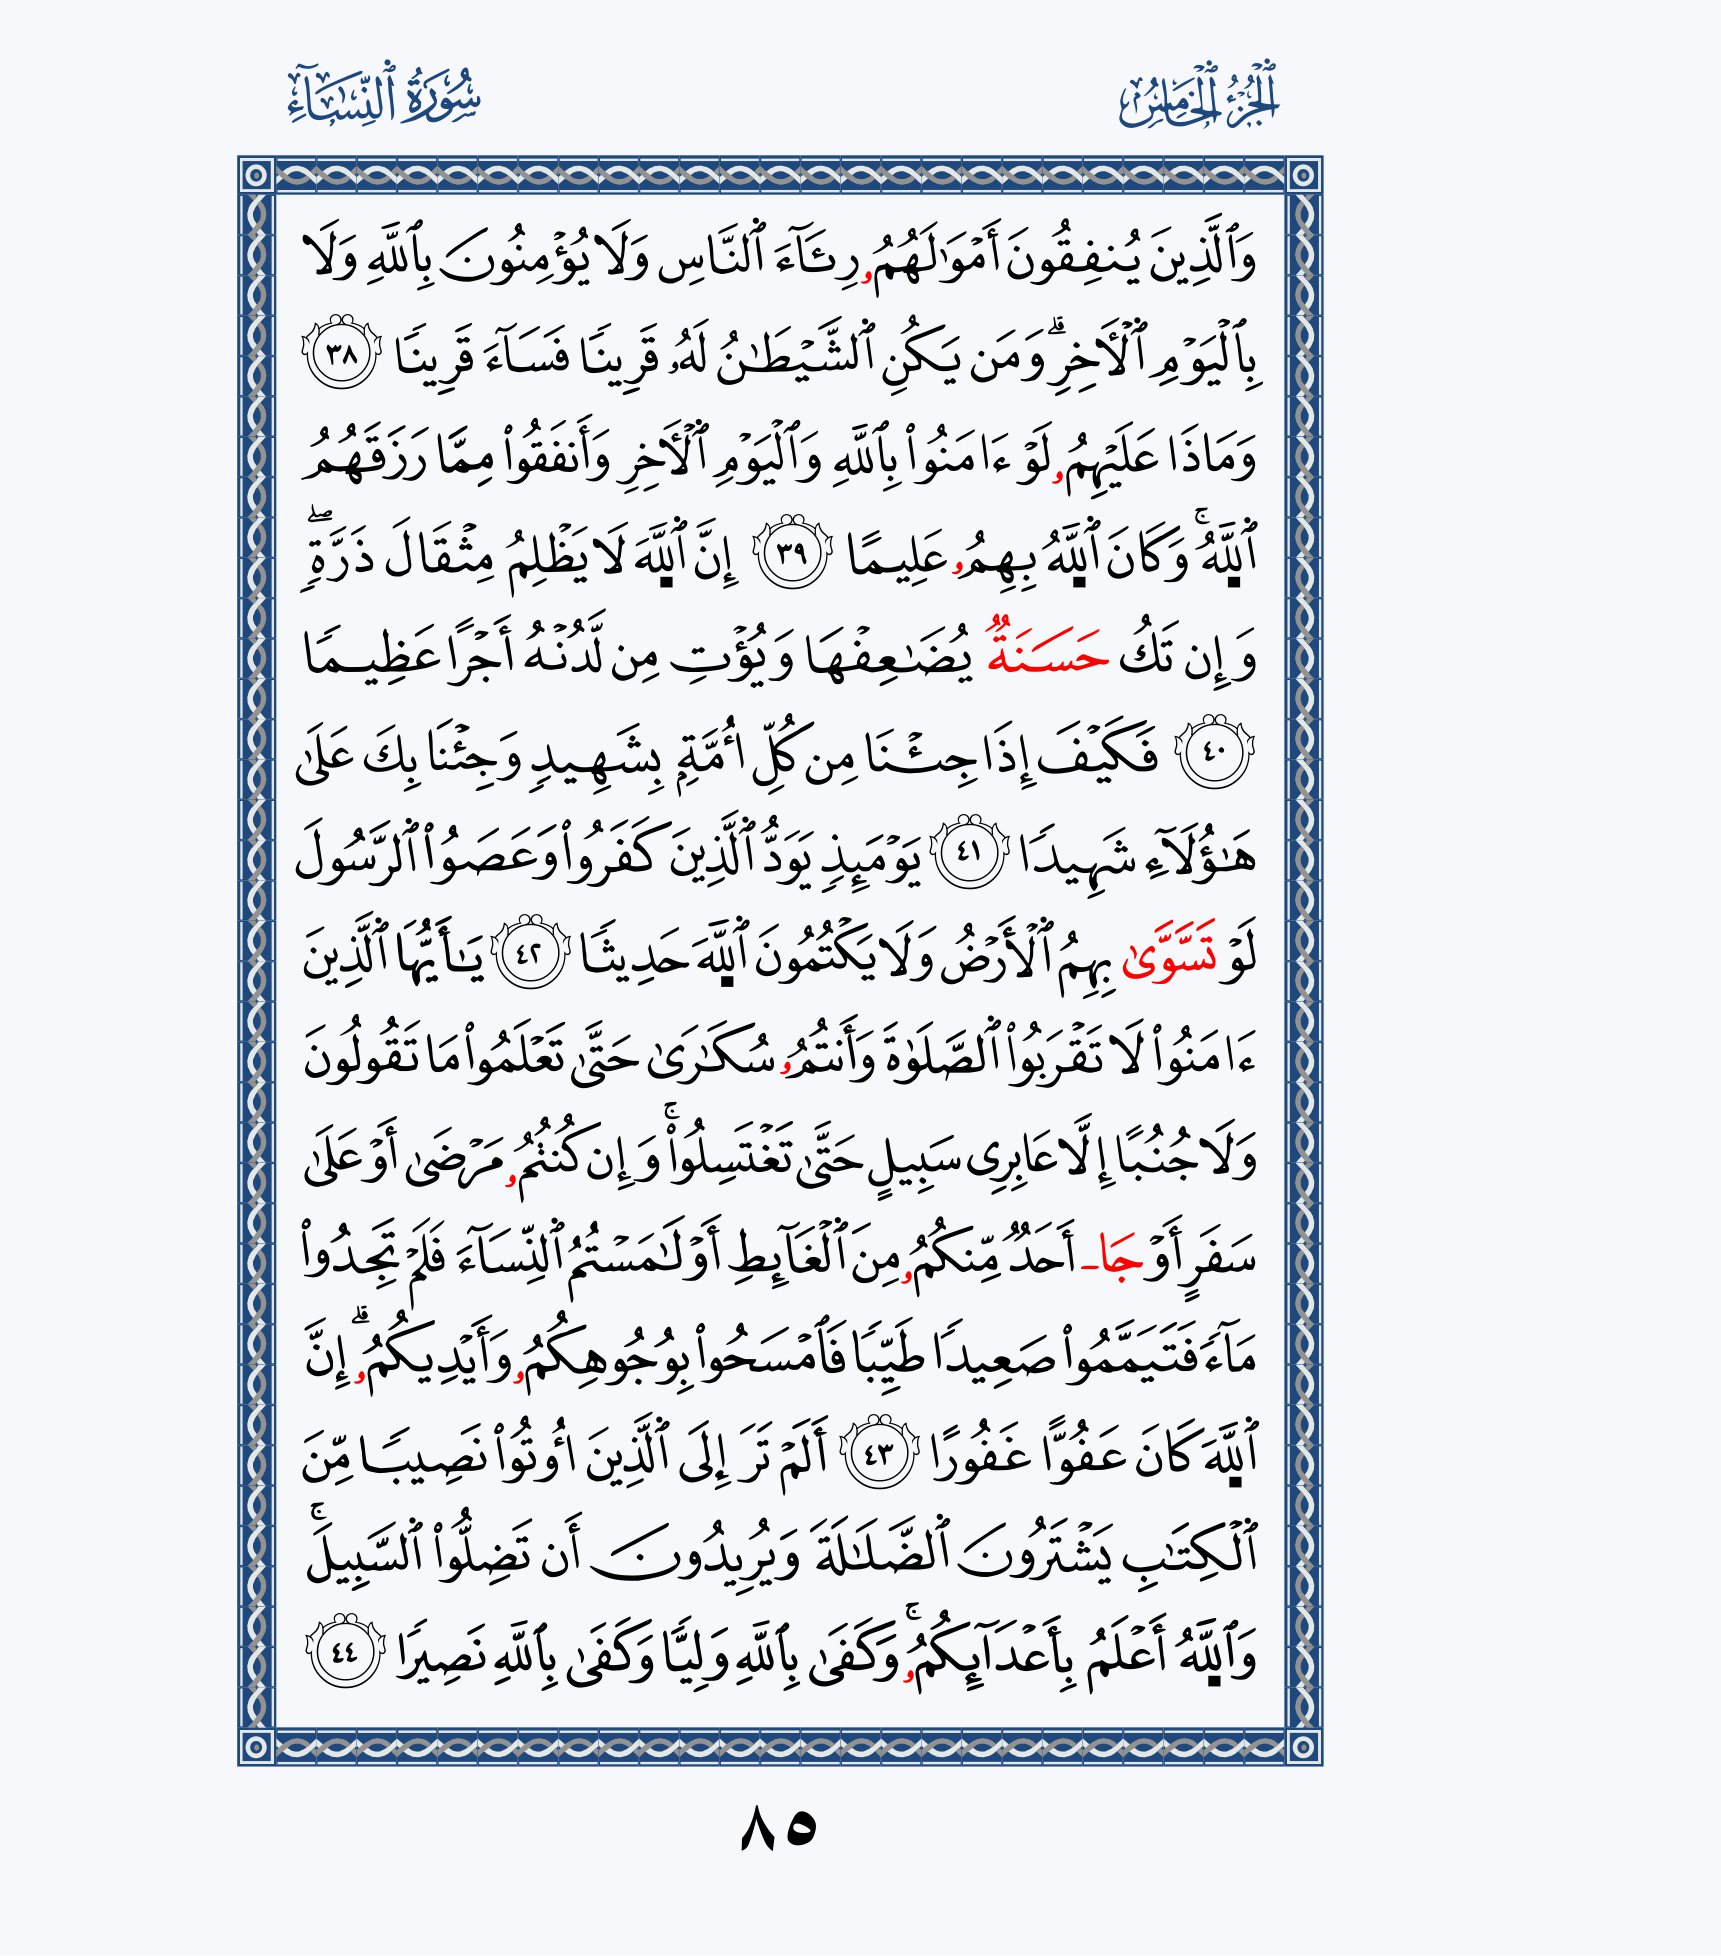 ٱلْجُزْءُ ٱلْخَامِسُ
سُورَةُ ٱلنِّسَآءِ
وَٱلَّذِينَ يُنفِقُونَ أَمْوَٰلَهُمُۥ رِئَآءَ ٱلنَّاسِ وَلَا يُؤْمِنُونَ بِٱللَّهِ وَلَا
بِٱلْيَوْمِ ٱلْأَخِرِ ۗ وَمَن يَكُنِ ٱلشَّيْطَٰنُ لَهُۥ قَرِينًا فَسَآءَ قَرِينًا ٣٨
وَمَاذَا عَلَيْهِمُۥ لَوْ ءَامَنُوا۟ بِٱللَّهِ وَٱلْيَوْمِ ٱلْأَخِرِ وَأَنفَقُوا۟ مِمَّا رَزَقَهُمُ
ٱللَّهُ ۚ وَكَانَ ٱللَّهُ بِهِمُۥ عَلِيمًا ٣٩ إِنَّ ٱللَّهَ لَا يَظْلِمُ مِثْقَالَ ذَرَّةٍ ۖ
وَإِن تَكُ حَسَنَةٌ يُضَٰعِفْهَا وَيُؤْتِ مِن لَّدُنْهُ أَجْرًا عَظِيمًا
٤٠ فَكَيْفَ إِذَا جِئْنَا مِن كُلِّ أُمَّةٍۭ بِشَهِيدٍ وَجِئْنَا بِكَ عَلَىٰ
هَٰٓؤُلَآءِ شَهِيدًا ٤١ يَوْمَئِذٍ يَوَدُّ ٱلَّذِينَ كَفَرُوا۟ وَعَصَوُا۟ ٱلرَّسُولَ
لَوْ تَسَّوَّىٰ بِهِمُ ٱلْأَرْضُ وَلَا يَكْتُمُونَ ٱللَّهَ حَدِيثًا ٤٢ يَٰٓأَيُّهَا ٱلَّذِينَ
ءَامَنُوا۟ لَا تَقْرَبُوا۟ ٱلصَّلَوٰةَ وَأَنتُمُۥ سُكَٰرَىٰ حَتَّىٰ تَعْلَمُوا۟ مَا تَقُولُونَ
وَلَا جُنُبًا إِلَّا عَابِرِى سَبِيلٍ حَتَّىٰ تَغْتَسِلُوا۟ ۚ وَإِن كُنتُمُۥ مَرْضَىٰ أَوْ عَلَىٰ
سَفَرٍ أَوْ جَا أَحَدٌ مِّنكُمُۥ مِنَ ٱلْغَآئِطِ أَوْ لَٰمَسْتُمُ ٱلنِّسَآءَ فَلَمْ تَجِدُوا۟
مَآءً فَتَيَمَّمُوا۟ صَعِيدًا طَيِّبًا فَٱمْسَحُوا۟ بِوُجُوهِكُمُۥ وَأَيْدِيكُمُۥ ۗ إِنَّ
ٱللَّهَ كَانَ عَفُوًّا غَفُورًا ٤٣ أَلَمْ تَرَ إِلَى ٱلَّذِينَ أُوتُوا۟ نَصِيبًا مِّنَ
ٱلْكِتَٰبِ يَشْتَرُونَ ٱلضَّلَٰلَةَ وَيُرِيدُونَ أَن تَضِلُّوا۟ ٱلسَّبِيلَ ۚ
وَٱللَّهُ أَعْلَمُ بِأَعْدَآئِكُمُۥ ۚ وَكَفَىٰ بِٱللَّهِ وَلِيًّا وَكَفَىٰ بِٱللَّهِ نَصِيرًا ٤٤
٨٥